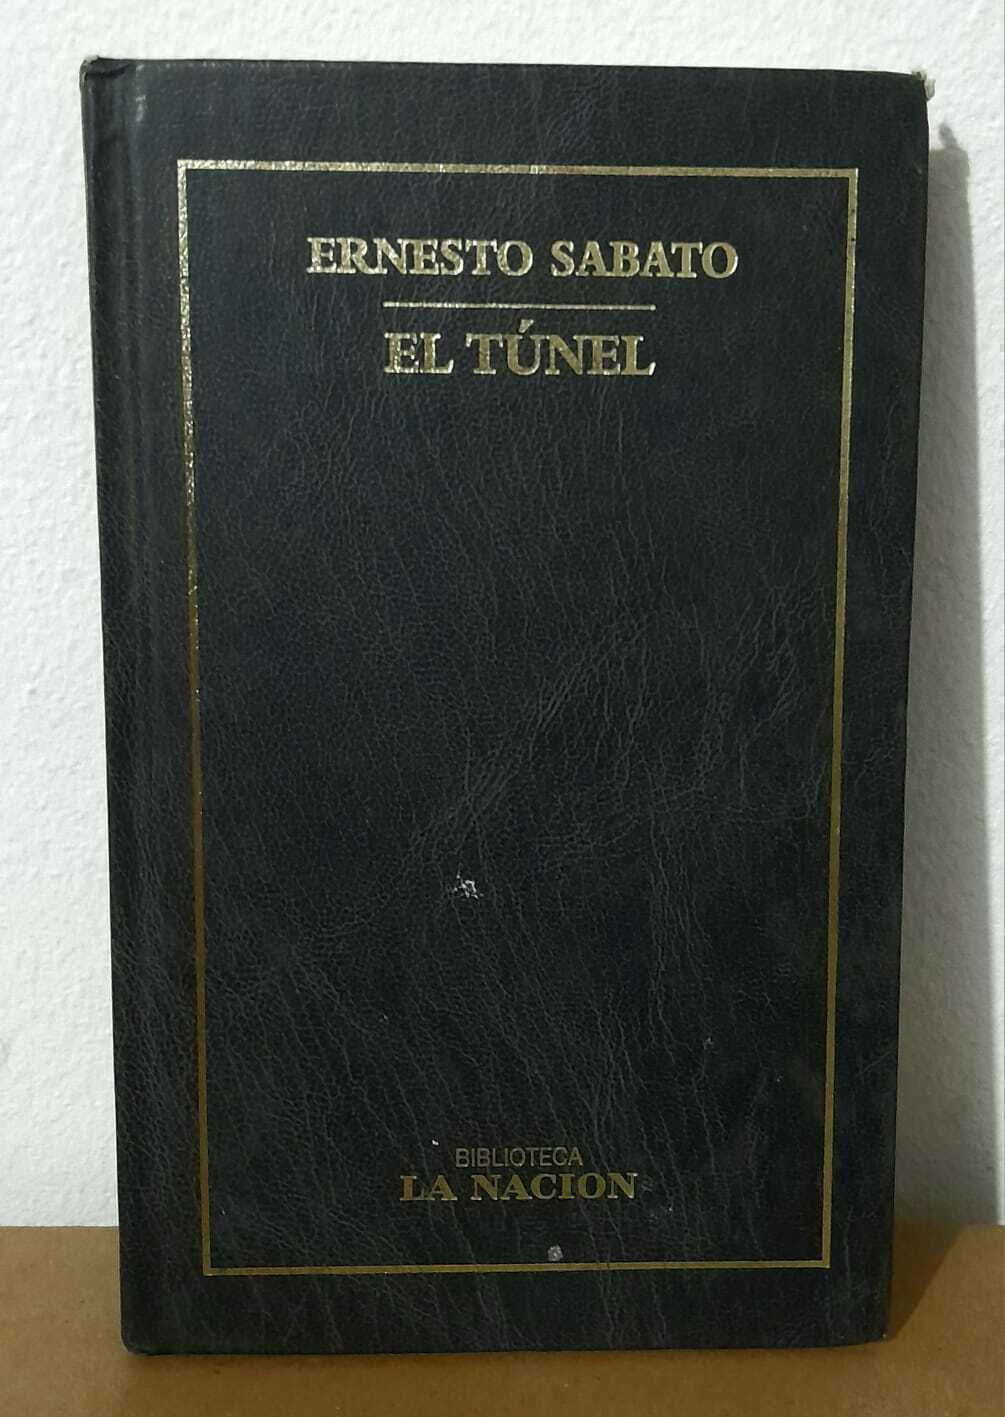 ERNESTO SABATO
EL TÚNEL
BIBLIOTECA
LA NACION